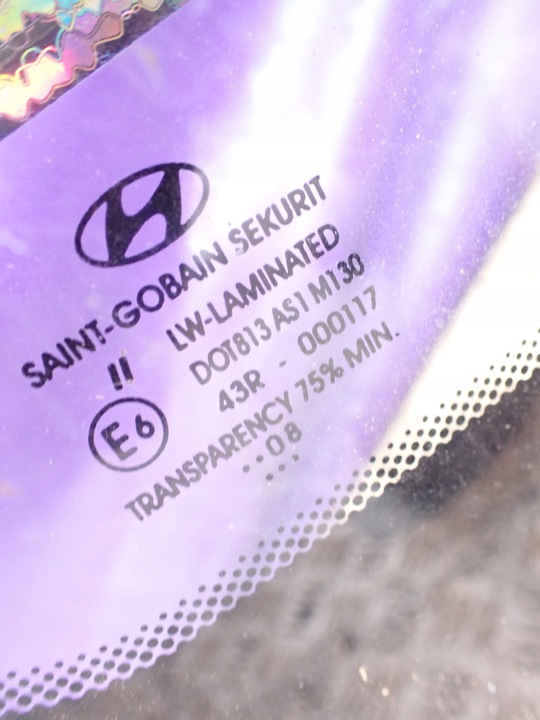 SAINT-GOBAIN SEKURIT
II LW-LAMINATED
DOT813 AS1 M130
E6 43R - 000117
TRANSPARENCY 75% MIN.
..08
...